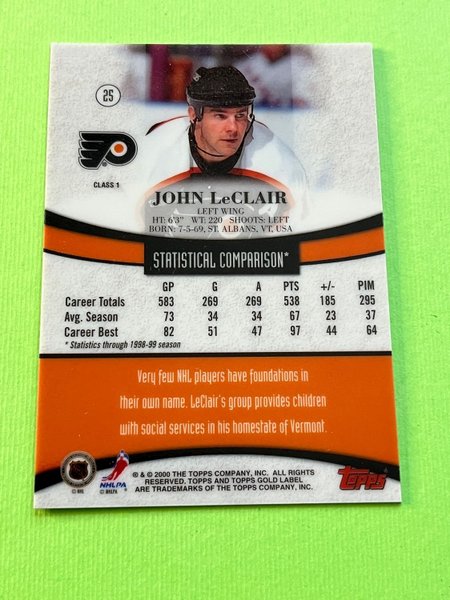 25
CLASS 1
JOHN LeCLAIR
LEFT WING
HT: 6'3" WT: 220 SHOOTS: LEFT
BORN: 7-5-69, ST. ALBANS, VT, USA
STATISTICAL COMPARISON*
GP G A PTS +/- PIM
Career Totals 583 269 269 538 185 295
Avg. Season 73 34 34 67 23 37
Career Best 82 51 47 97 44 64
* Statistics through 1998-99 season
Very few NHL players have foundations in
their own name. LeClair's group provides children
with social services in his homestate of Vermont.
© NHL
NHLPA
© NHLPA
® & © 2000 THE TOPPS COMPANY, INC. ALL RIGHTS
RESERVED. TOPPS AND TOPPS GOLD LABEL
ARE TRADEMARKS OF THE TOPPS COMPANY, INC.
TOPPS